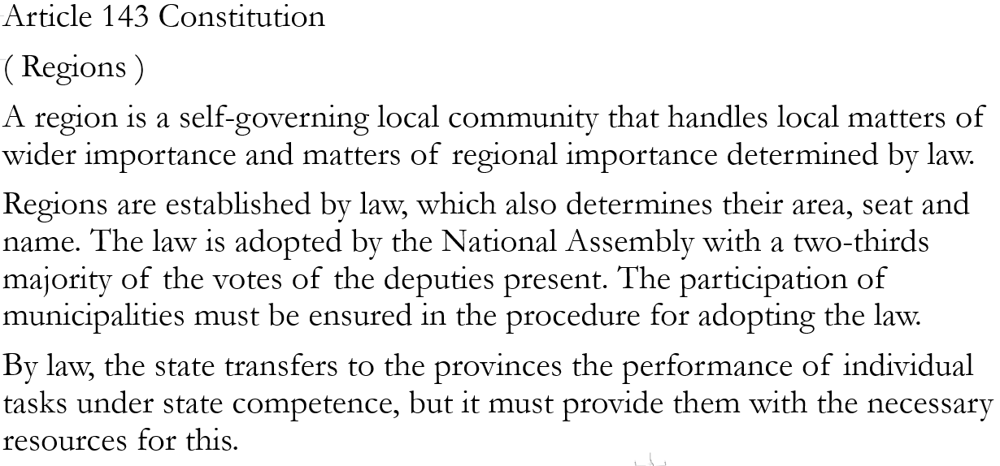 Article 143 Constitution
( Regions )
A region is a self-governing local community that handles local matters of
wider importance and matters of regional importance determined by law.
Regions are established by law, which also determines their area, seat and
name. The law is adopted by the National Assembly with a two-thirds
majority of the votes of the deputies present. The participation of
municipalities must be ensured in the procedure for adopting the law.
By law, the state transfers to the provinces the performance of individual
tasks under state competence, but it must provide them with the necessary
resources for this.